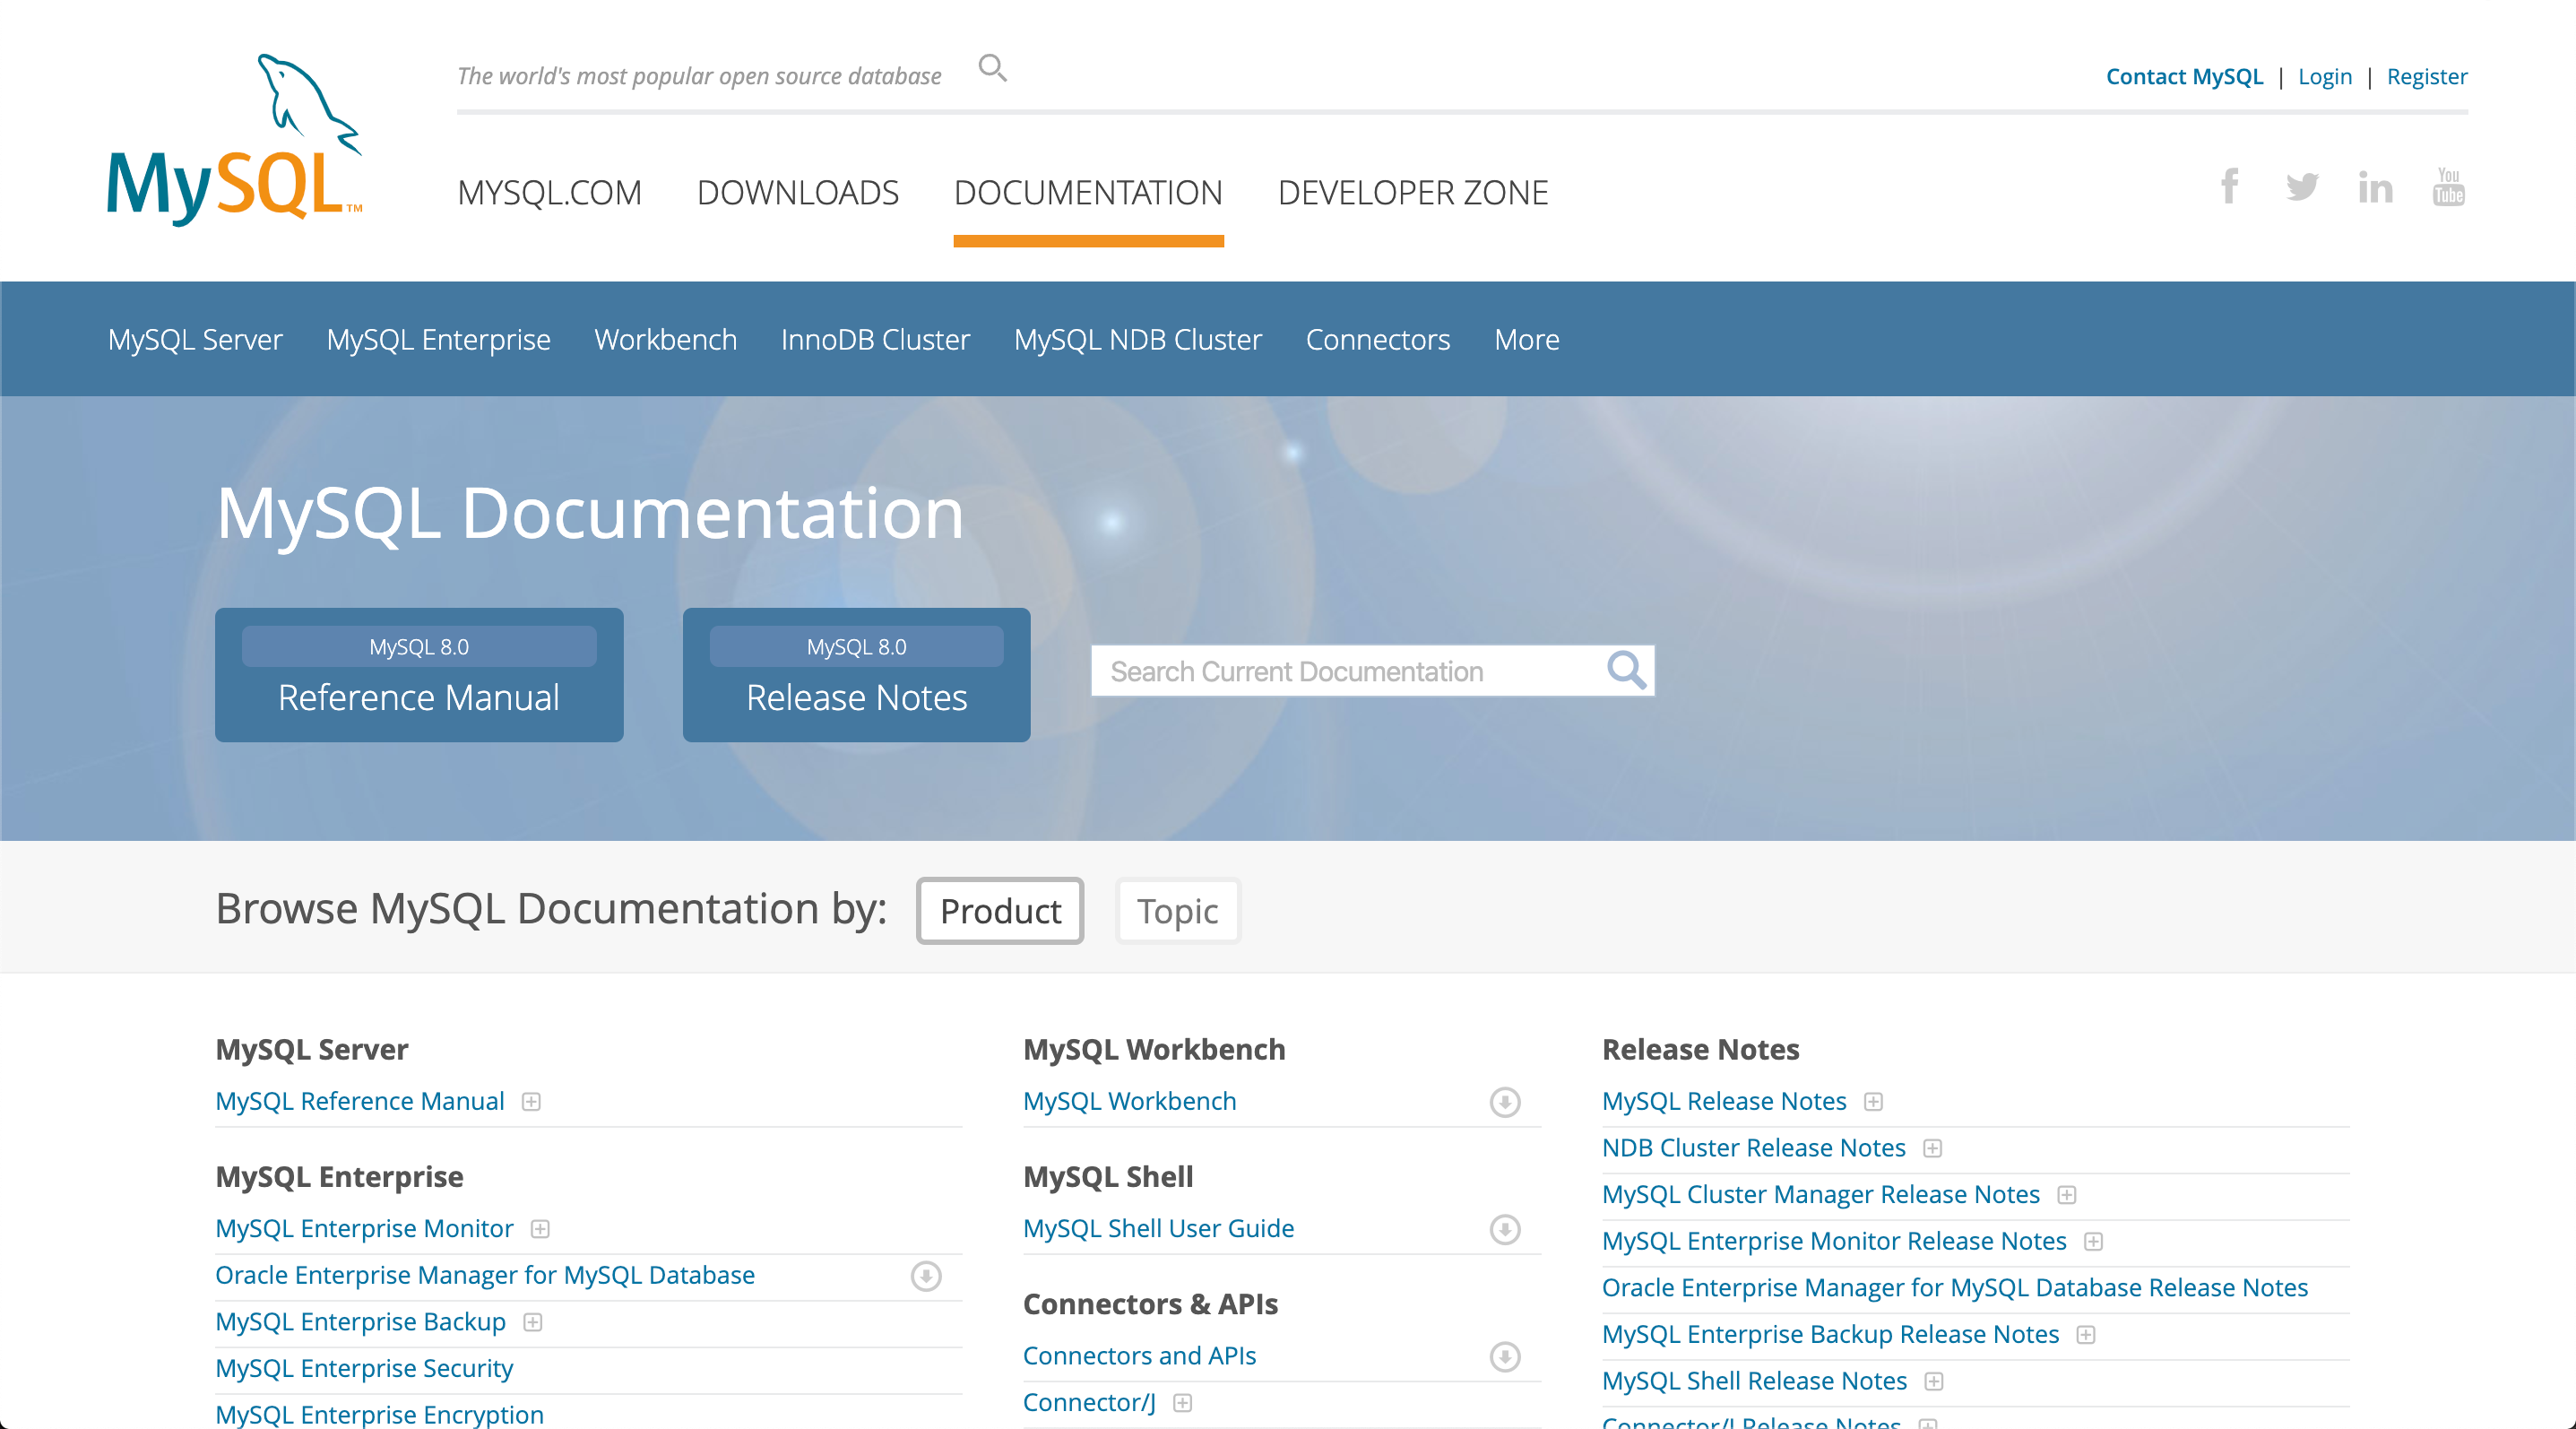 The world's most popular open source database
Contact MySQL | Login | Register
MySQL™
MYSQL.COM DOWNLOADS DOCUMENTATION DEVELOPER ZONE
You Tube
MySQL Server MySQL Enterprise Workbench InnoDB Cluster MySQL NDB Cluster Connectors More
MySQL Documentation
MySQL 8.0
Reference Manual
MySQL 8.0
Release Notes
Search Current Documentation
Browse MySQL Documentation by: Product Topic
MySQL Server
MySQL Reference Manual
MySQL Enterprise
MySQL Enterprise Monitor
Oracle Enterprise Manager for MySQL Database
MySQL Enterprise Backup
MySQL Enterprise Security
MySQL Enterprise Encryption
MySQL Workbench
MySQL Workbench
MySQL Shell
MySQL Shell User Guide
Connectors & APIs
Connectors and APIs
Connector/J
Release Notes
MySQL Release Notes
NDB Cluster Release Notes
MySQL Cluster Manager Release Notes
MySQL Enterprise Monitor Release Notes
Oracle Enterprise Manager for MySQL Database Release Notes
MySQL Enterprise Backup Release Notes
MySQL Shell Release Notes
Connector/J Release Notes